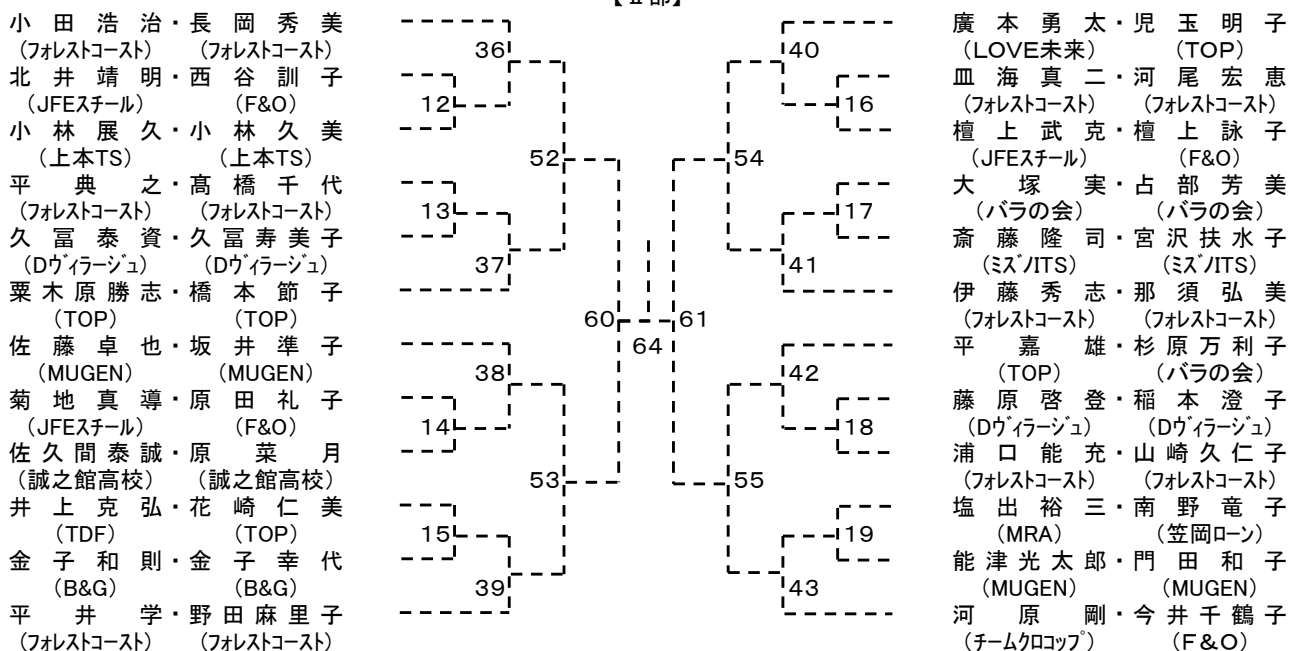 【Ⅱ部】
小田浩治・長岡秀美
(フォレストコースト) (フォレストコースト)
北井靖明・西谷訓子
(JFEスチール) (F&O)
小林展久・小林久美
(上本TS) (上本TS)
平典之・髙橋千代
(フォレストコースト) (フォレストコースト)
久冨泰資・久冨寿美子
(Dヴィラージュ) (Dヴィラージュ)
粟木原勝志・橋本節子
(TOP) (TOP)
佐藤卓也・坂井準子
(MUGEN) (MUGEN)
菊地真導・原田礼子
(JFEスチール) (F&O)
佐久間泰誠・原菜月
(誠之館高校) (誠之館高校)
井上克弘・花崎仁美
(TDF) (TOP)
金子和則・金子幸代
(B&G) (B&G)
平井学・野田麻里子
(フォレストコースト) (フォレストコースト)
36
12
52
13
37
60
38
14
53
15
39
64
40
16
54
17
41
61
42
18
55
19
43
廣本勇太・児玉明子
(LOVE未来) (TOP)
皿海真二・河尾宏恵
(フォレストコースト) (フォレストコースト)
檀上武克・檀上詠子
(JFEスチール) (F&O)
大塚実・占部芳美
(バラの会) (バラの会)
斎藤隆司・宮沢扶水子
(ミズノITS) (ミズノITS)
伊藤秀志・那須弘美
(フォレストコースト) (フォレストコースト)
平嘉雄・杉原万利子
(TOP) (バラの会)
藤原啓登・稲本澄子
(Dヴィラージュ) (Dヴィラージュ)
浦口能充・山崎久仁子
(フォレストコースト) (フォレストコースト)
塩出裕三・南野竜子
(MRA) (笠岡ローン)
能津光太郎・門田和子
(MUGEN) (MUGEN)
河原剛・今井千鶴子
(チームクロコップ) (F&O)